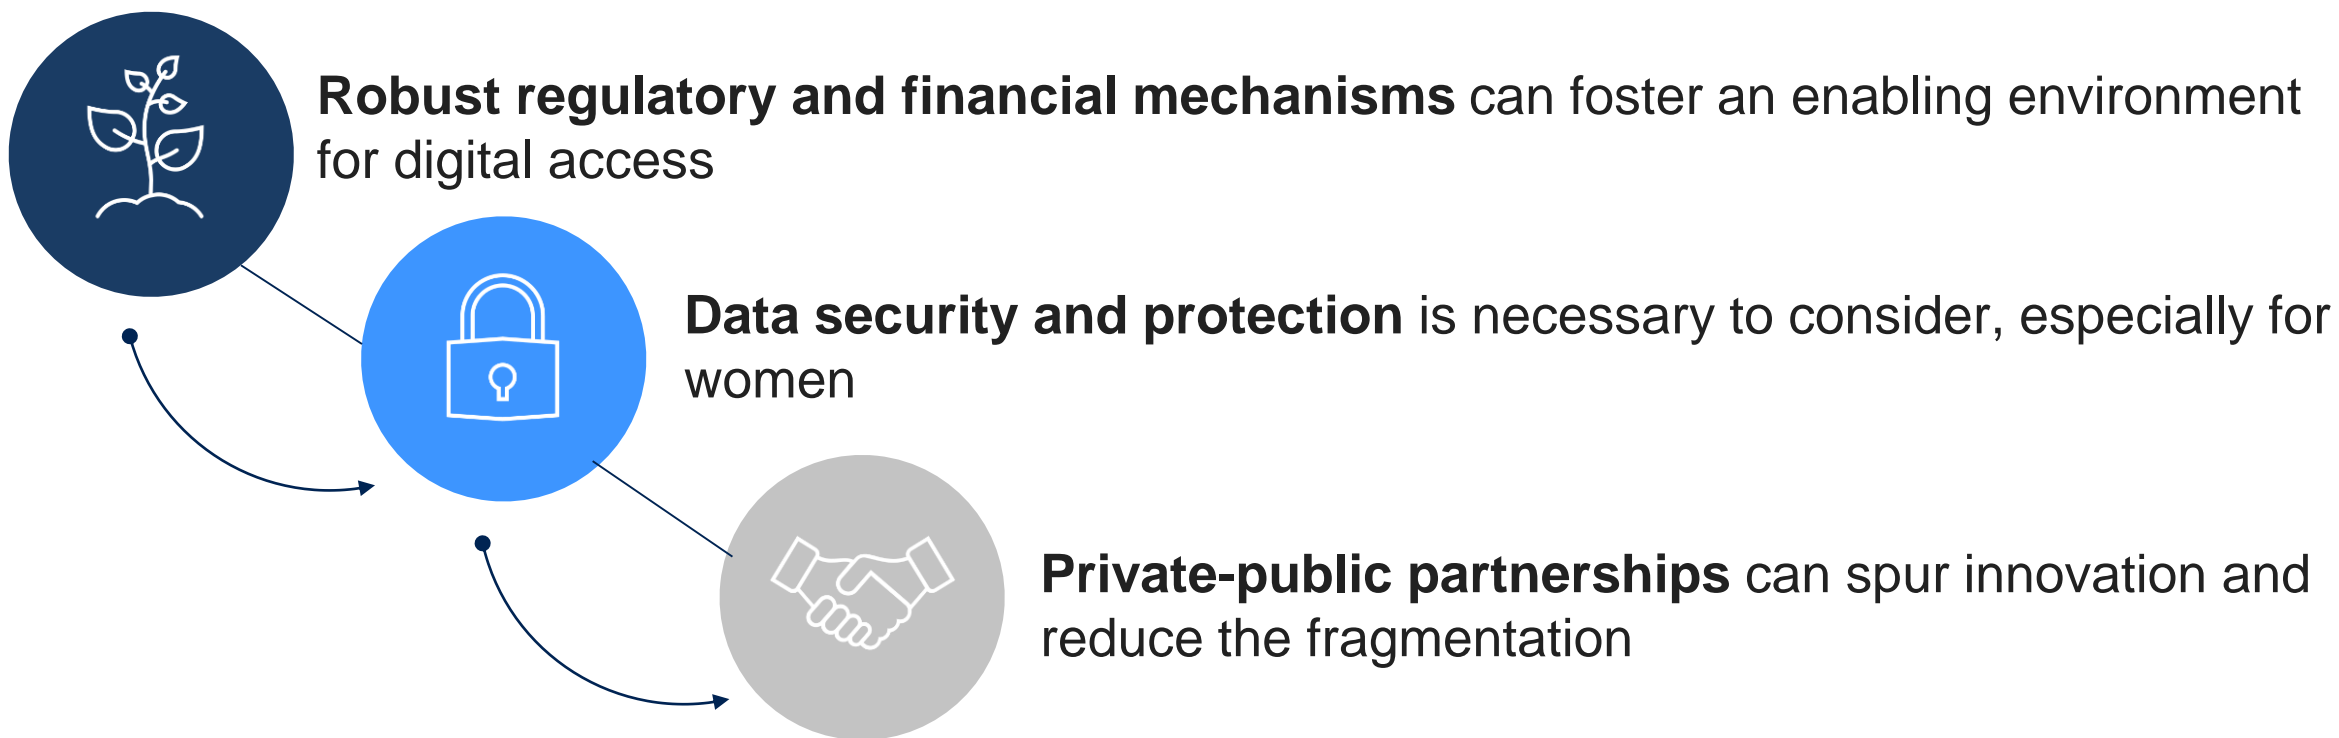 Robust regulatory and financial mechanisms can foster an enabling environment
for digital access
Data security and protection is necessary to consider, especially for
women
Private-public partnerships can spur innovation and
reduce the fragmentation